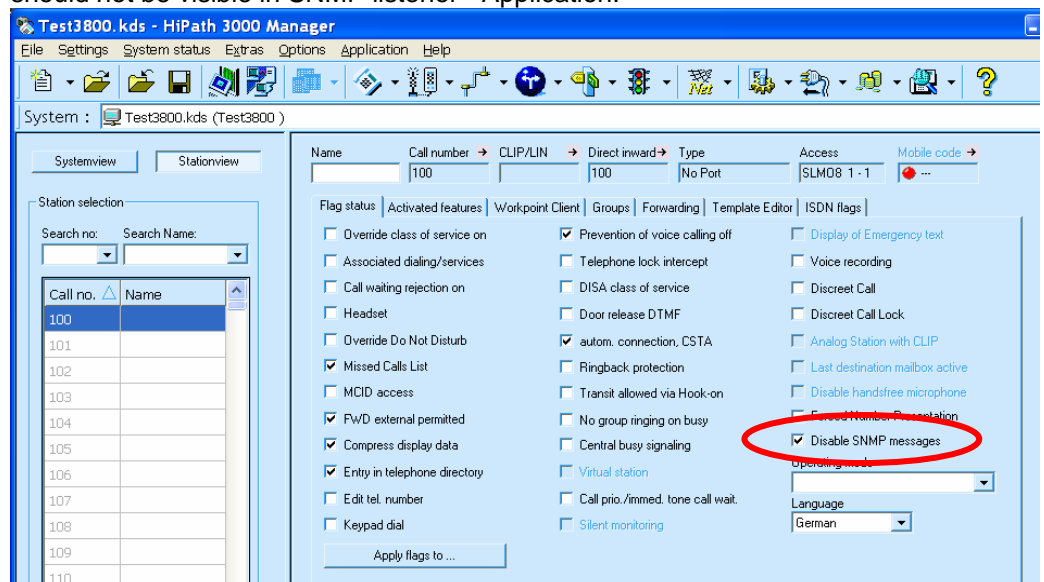 should not be visible in SNMP-listener - Application.
Test3800.kds - HiPath 3000 Manager
File Settings System status Extras Options Application Help
Net
System : Test3800.kds (Test3800 )
Systemview Stationview
Name Call number CLIP/LIN Direct inward Type Access Mobile code
100 100 No Port SLMO8 1 - 1 ---
Flag status Activated features Workpoint Client Groups Forwarding Template Editor ISDN flags
Station selection
Search no: Search Name:
Call no. Name
100
101
102
103
104
105
106
107
108
109
110
Override class of service on
Associated dialing/services
Call waiting rejection on
Headset
Override Do Not Disturb
Missed Calls List
MCID access
FWD external permitted
Compress display data
Entry in telephone directory
Edit tel. number
Keypad dial
Apply flags to ...
Prevention of voice calling off
Telephone lock intercept
DISA class of service
Door release DTMF
autom. connection, CSTA
Ringback protection
Transit allowed via Hook-on
No group ringing on busy
Central busy signaling
Virtual station
Call prio./immed. tone call wait.
Silent monitoring
Display of Emergency text
Voice recording
Discreet Call
Discreet Call Lock
Analog Station with CLIP
Last destination mailbox active
Disable handsfree microphone
Forced Number Presentation
Disable SNMP messages
Operating mode
Language
German